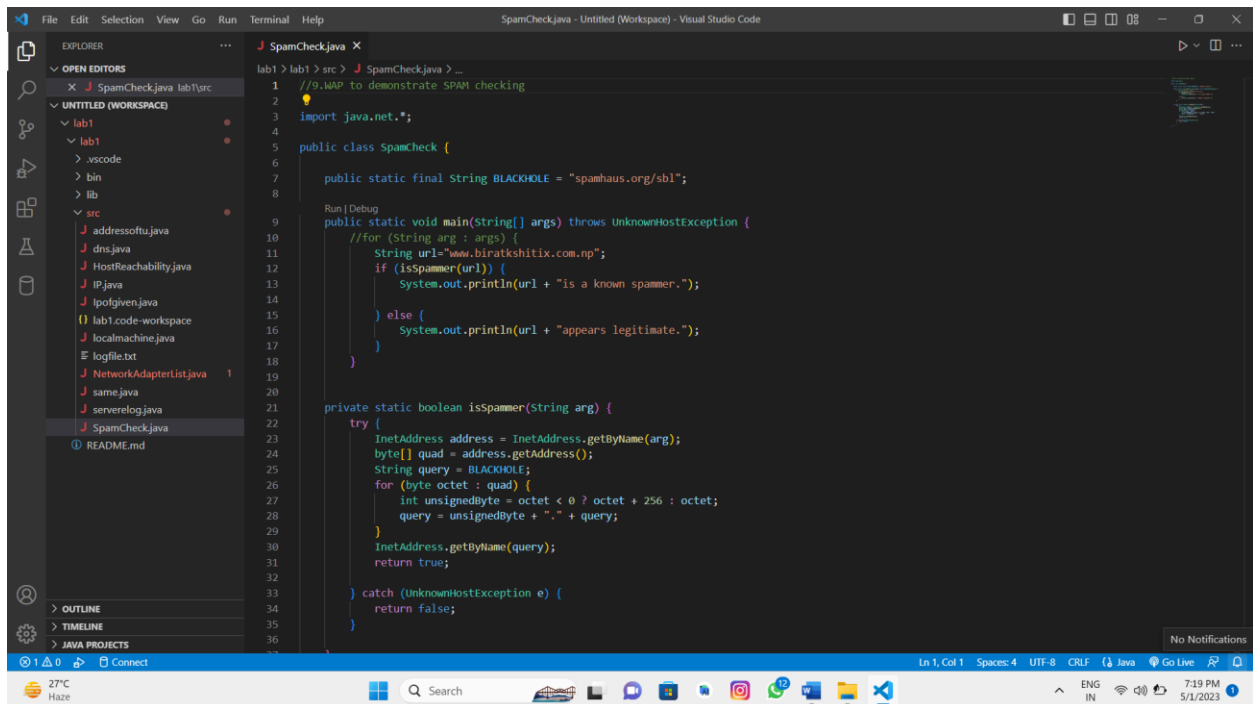 File Edit Selection View Go Run Terminal Help SpamCheck.java - Untitled (Workspace) - Visual Studio Code
EXPLORER
OPEN EDITORS
SpamCheck.java lab1\src
UNTITLED (WORKSPACE)
lab1
lab1
.vscode
bin
lib
src
addressoftu.java
dns.java
HostReachability.java
IP.java
Ipofgiven.java
lab1.code-workspace
localmachine.java
logfile.txt
NetworkAdapterList.java 1
same.java
serverelog.java
SpamCheck.java
README.md
OUTLINE
TIMELINE
JAVA PROJECTS
SpamCheck.java
lab1 > lab1 > src > SpamCheck.java > ...
1 //9.WAP to demonstrate SPAM checking
2
3 import java.net.*;
4
5 public class SpamCheck {
6
7 public static final String BLACKHOLE = "spamhaus.org/sbl";
8
Run | Debug
9 public static void main(String[] args) throws UnknownHostException {
10 //for (String arg : args) {
11 String url="www.biratkshitix.com.np";
12 if (isSpammer(url)) {
13 System.out.println(url + "is a known spammer.");
14
15 } else {
16 System.out.println(url + "appears legitimate.");
17 }
18 }
19
20
21 private static boolean isSpammer(String arg) {
22 try {
23 InetAddress address = InetAddress.getByName(arg);
24 byte[] quad = address.getAddress();
25 String query = BLACKHOLE;
26 for (byte octet : quad) {
27 int unsignedByte = octet < 0 ? octet + 256 : octet;
28 query = unsignedByte + "." + query;
29 }
30 InetAddress.getByName(query);
31 return true;
32
33 } catch (UnknownHostException e) {
34 return false;
35 }
36
No Notifications
1 0 Connect Ln 1, Col 1 Spaces: 4 UTF-8 CRLF {} Java Go Live
27°C
Haze
Search
12
ENG
IN
7:19 PM
5/1/2023
1